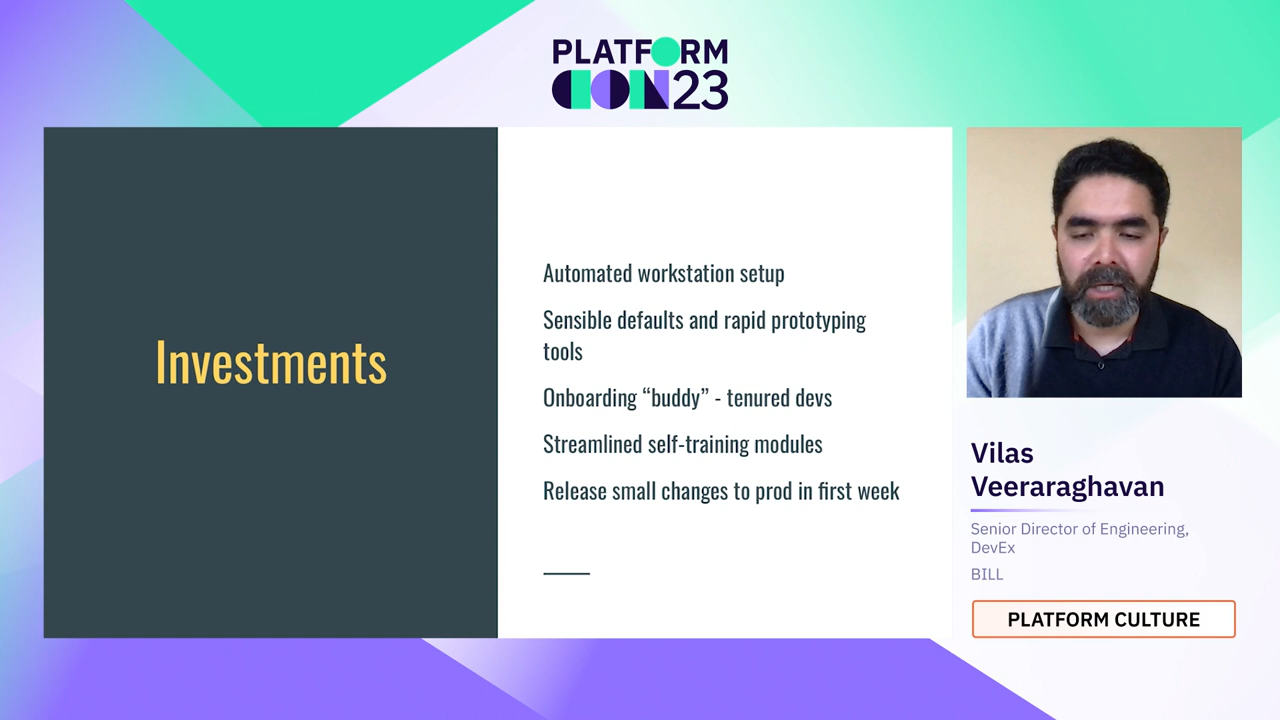 PLATFORM
CON23
Investments
Automated workstation setup
Sensible defaults and rapid prototyping
tools
Onboarding “buddy” - tenured devs
Streamlined self-training modules
Release small changes to prod in first week
Vilas
Veeraraghavan
Senior Director of Engineering,
DevEx
BILL
PLATFORM CULTURE